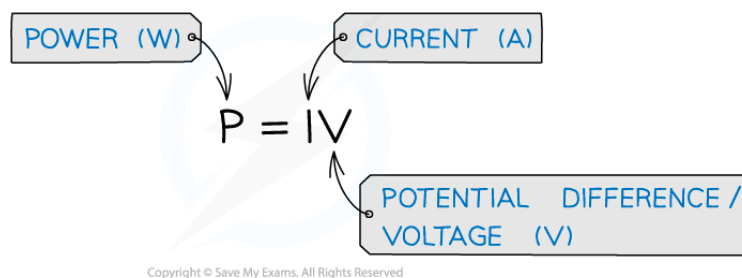 POWER (W)
CURRENT (A)
P = IV
POTENTIAL DIFFERENCE /
VOLTAGE (V)
Copyright © Save My Exams. All Rights Reserved